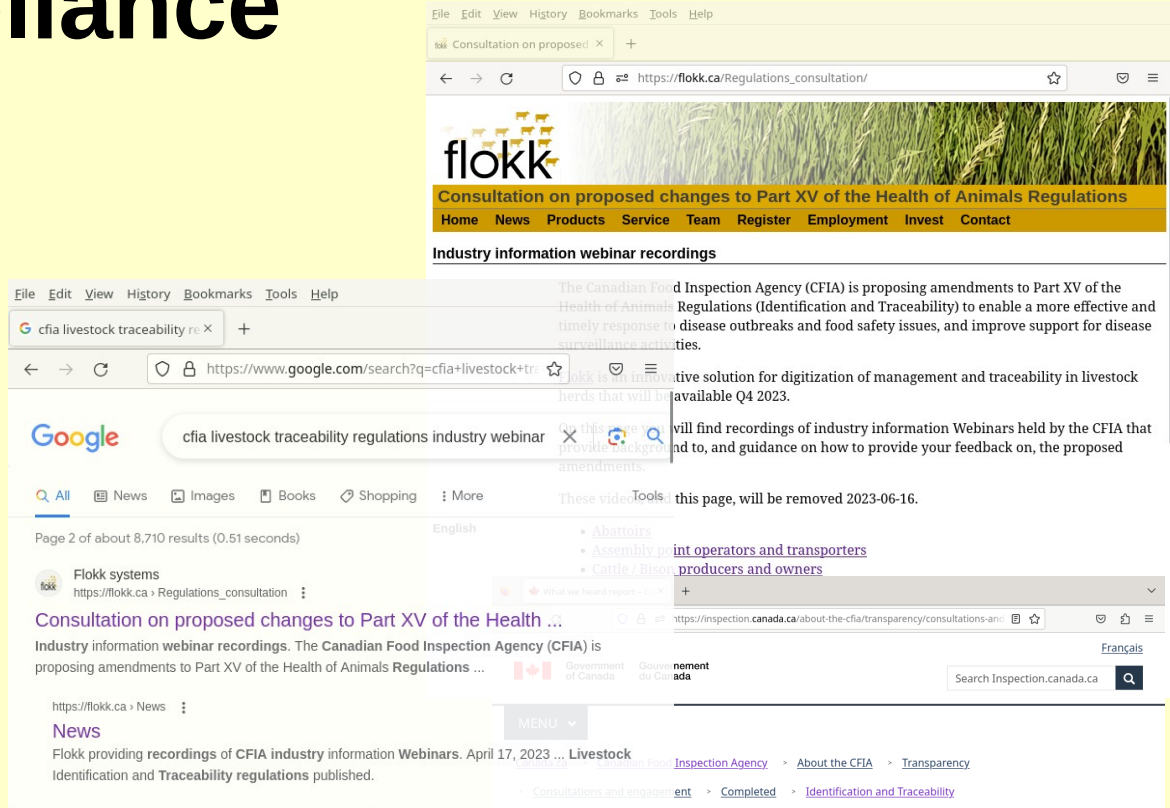 liance
File Edit View History Bookmarks Tools Help
flokk Consultation on proposed × +
https://flokk.ca/Regulations_consultation/
flokk
Consultation on proposed changes to Part XV of the Health of Animals Regulations
Home News Products Service Team Register Employment Invest Contact
Industry information webinar recordings
The Canadian Food Inspection Agency (CFIA) is proposing amendments to Part XV of the
Health of Animals Regulations (Identification and Traceability) to enable a more effective and
timely response to disease outbreaks and food safety issues, and improve support for disease
surveillance activities.
Flokk is an innovative solution for digitization of management and traceability in livestock
herds that will be available Q4 2023.
On this page you will find recordings of industry information Webinars held by the CFIA that
provide background to, and guidance on how to provide your feedback on, the proposed
amendments.
These videos, and this page, will be removed 2023-06-16.
English
• Abattoirs
• Assembly point operators and transporters
• Cattle / Bison producers and owners
File Edit View History Bookmarks Tools Help
cfia livestock traceability re × +
https://www.google.com/search?q=cfia+livestock+tra
Google
cfia livestock traceability regulations industry webinar
All News Images Books Shopping More Tools
Page 2 of about 8,710 results (0.51 seconds)
flokk
Flokk systems
https://flokk.ca › Regulations_consultation
Consultation on proposed changes to Part XV of the Health ...
Industry information webinar recordings. The Canadian Food Inspection Agency (CFIA) is
proposing amendments to Part XV of the Health of Animals Regulations ...
https://flokk.ca › News
News
Flokk providing recordings of CFIA industry information Webinars. April 17, 2023 ... Livestock
Identification and Traceability regulations published.
What we heard report – × +
https://inspection.canada.ca/about-the-cfia/transparency/consultations-and
Français
Government Gouvernement
of Canada du Canada
Search Inspection.canada.ca
MENU
Canada.ca > Canadian Food Inspection Agency > About the CFIA > Transparency
> Consultations and engagement > Completed > Identification and Traceability